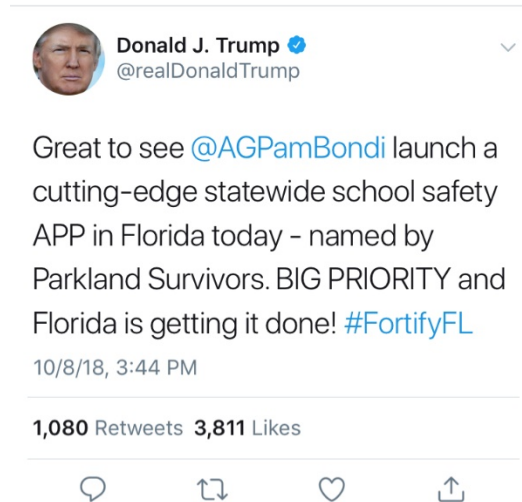 Donald J. Trump
@realDonaldTrump
Great to see @AGPamBondi launch a
cutting-edge statewide school safety
APP in Florida today - named by
Parkland Survivors. BIG PRIORITY and
Florida is getting it done! #FortifyFL
10/8/18, 3:44 PM
1,080 Retweets 3,811 Likes